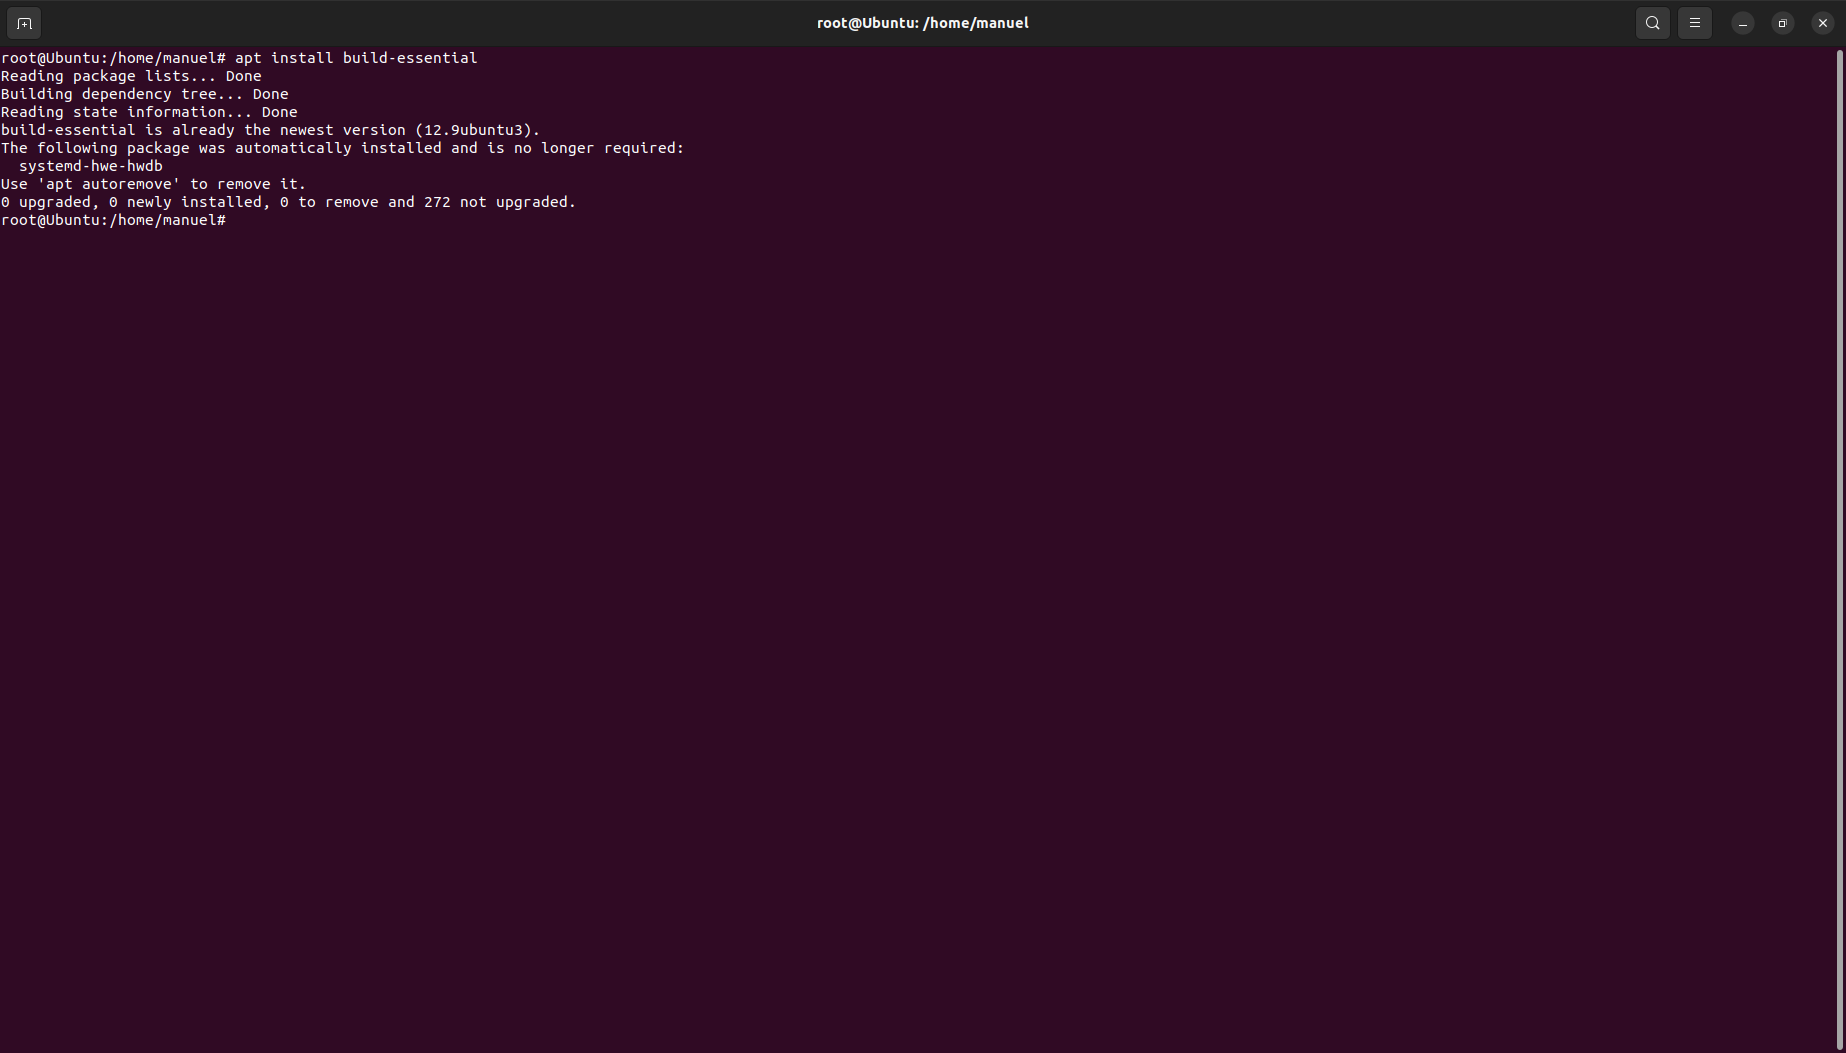 root@Ubuntu: /home/manuel
root@Ubuntu:/home/manuel# apt install build-essential
Reading package lists... Done
Building dependency tree... Done
Reading state information... Done
build-essential is already the newest version (12.9ubuntu3).
The following package was automatically installed and is no longer required:
  systemd-hwe-hwdb
Use 'apt autoremove' to remove it.
0 upgraded, 0 newly installed, 0 to remove and 272 not upgraded.
root@Ubuntu:/home/manuel#